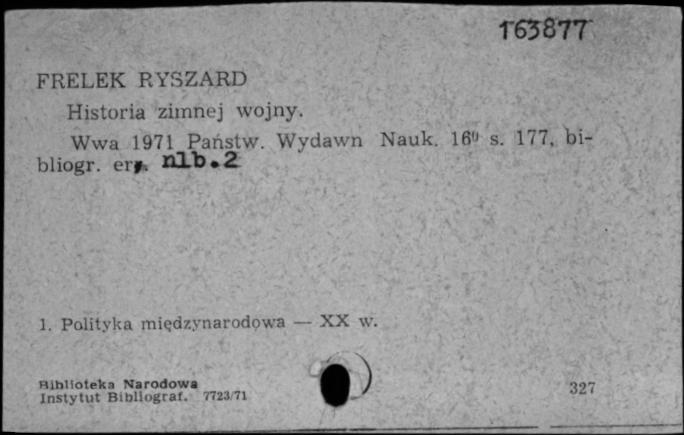 163877
FRELEK RYSZARD
Historia zimnej wojny.
Wwa 1971 Państw. Wydawn Nauk. 16⁰ s. 177, bi-
bliogr. nlb.2
1. Polityka międzynarodowa — XX w.
Biblioteka Narodowa
Instytut Bibliograf. 7723/71
327